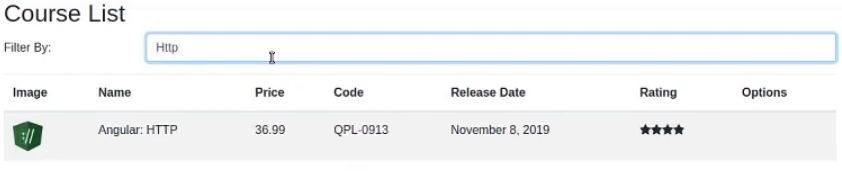 Course List
Filter By: Http
Image Name Price Code Release Date Rating Options
:// Angular: HTTP 36.99 QPL-0913 November 8, 2019 ★★★★